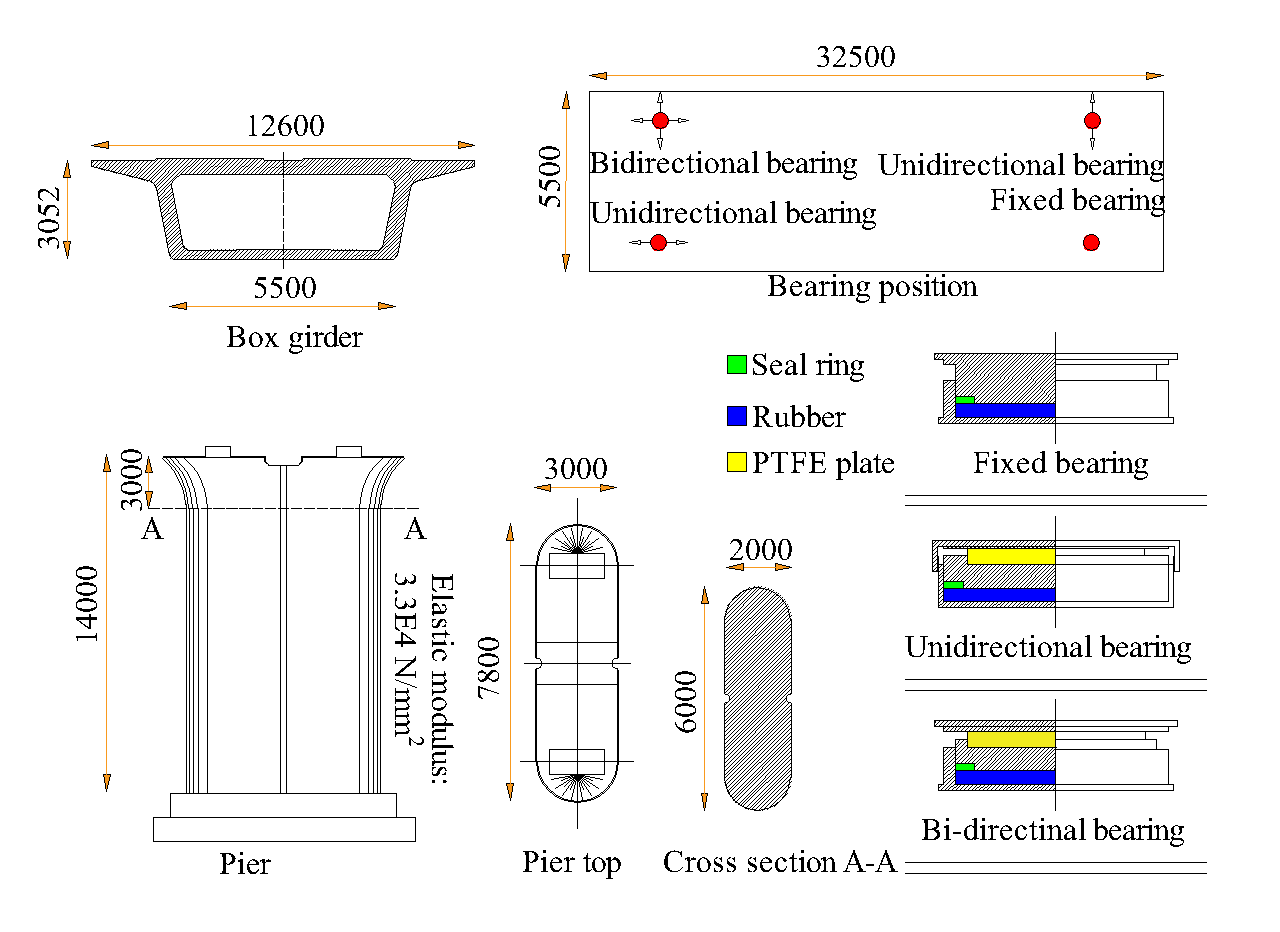 12600
3052
5500
Box girder
32500
5500
Bidirectional bearing
Unidirectional bearing
Fixed bearing
Unidirectional bearing
Bearing position
Seal ring
Rubber
PTFE plate
Fixed bearing
Unidirectional bearing
Bi-directinal bearing
3000
14000
A
A
Elastic modulus:
3.3E4 N/mm²
Pier
3000
7800
Pier top
2000
6000
Cross section A-A